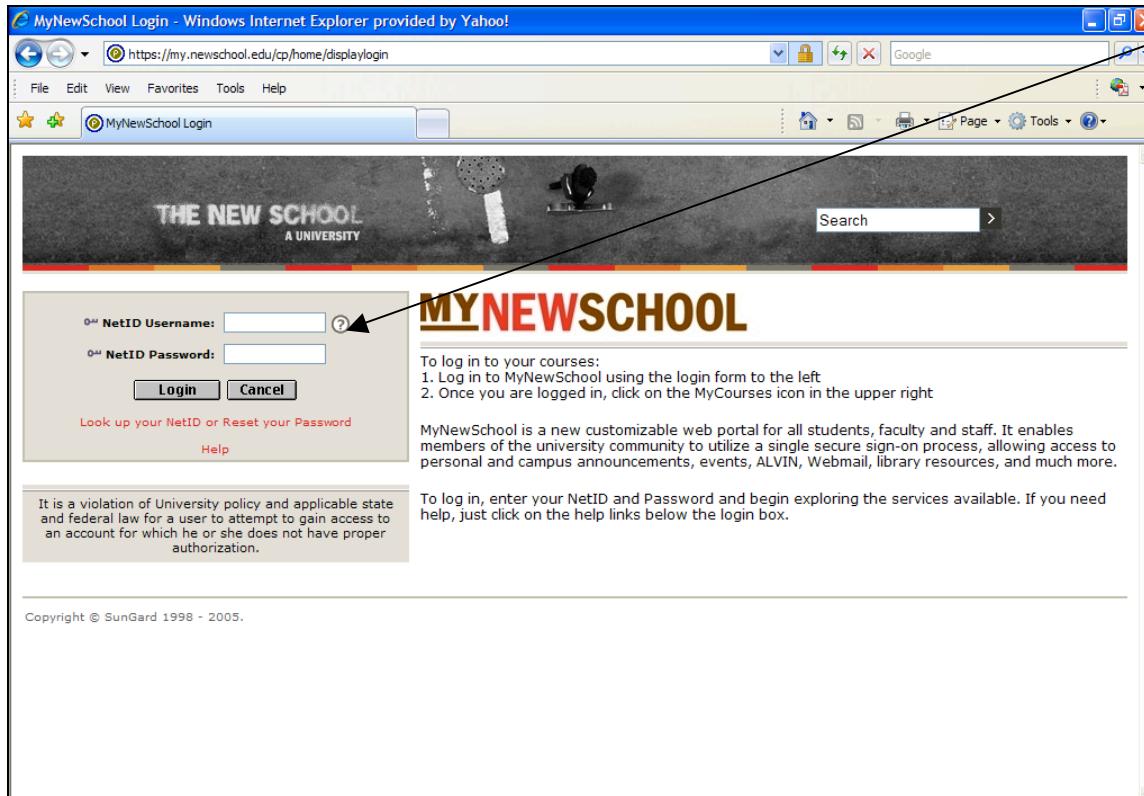 MyNewSchool Login - Windows Internet Explorer provided by Yahoo!
https://my.newschool.edu/cp/home/displaylogin
Google
File Edit View Favorites Tools Help
MyNewSchool Login
Page Tools
THE NEW SCHOOL
A UNIVERSITY
Search
MYNEWSCHOOL
NetID Username:
NetID Password:
Login Cancel
Look up your NetID or Reset your Password
Help
It is a violation of University policy and applicable state
and federal law for a user to attempt to gain access to
an account for which he or she does not have proper
authorization.
To log in to your courses:
1. Log in to MyNewSchool using the login form to the left
2. Once you are logged in, click on the MyCourses icon in the upper right
MyNewSchool is a new customizable web portal for all students, faculty and staff. It enables
members of the university community to utilize a single secure sign-on process, allowing access to
personal and campus announcements, events, ALVIN, Webmail, library resources, and much more.
To log in, enter your NetID and Password and begin exploring the services available. If you need
help, just click on the help links below the login box.
Copyright © SunGard 1998 - 2005.